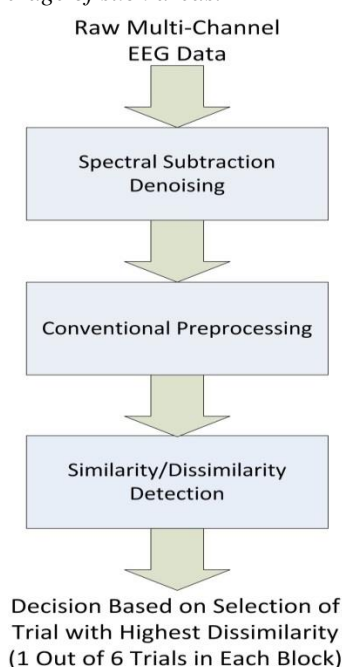 Raw Multi-Channel
EEG Data
Spectral Subtraction
Denoising
Conventional Preprocessing
Similarity/Dissimilarity
Detection
Decision Based on Selection of
Trial with Highest Dissimilarity
(1 Out of 6 Trials in Each Block)